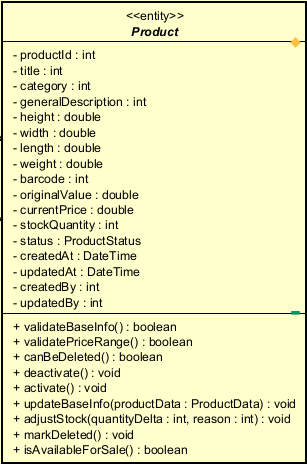 <<entity>>
Product
- productId : int
- title : int
- category : int
- generalDescription : int
- height : double
- width : double
- length : double
- weight : double
- barcode : int
- originalValue : double
- currentPrice : double
- stockQuantity : int
- status : ProductStatus
- createdAt : DateTime
- updatedAt : DateTime
- createdBy : int
- updatedBy : int
+ validateBaseInfo() : boolean
+ validatePriceRange() : boolean
+ canBeDeleted() : boolean
+ deactivate() : void
+ activate() : void
+ updateBaseInfo(productData : ProductData) : void
+ adjustStock(quantityDelta : int, reason : int) : void
+ markDeleted() : void
+ isAvailableForSale() : boolean